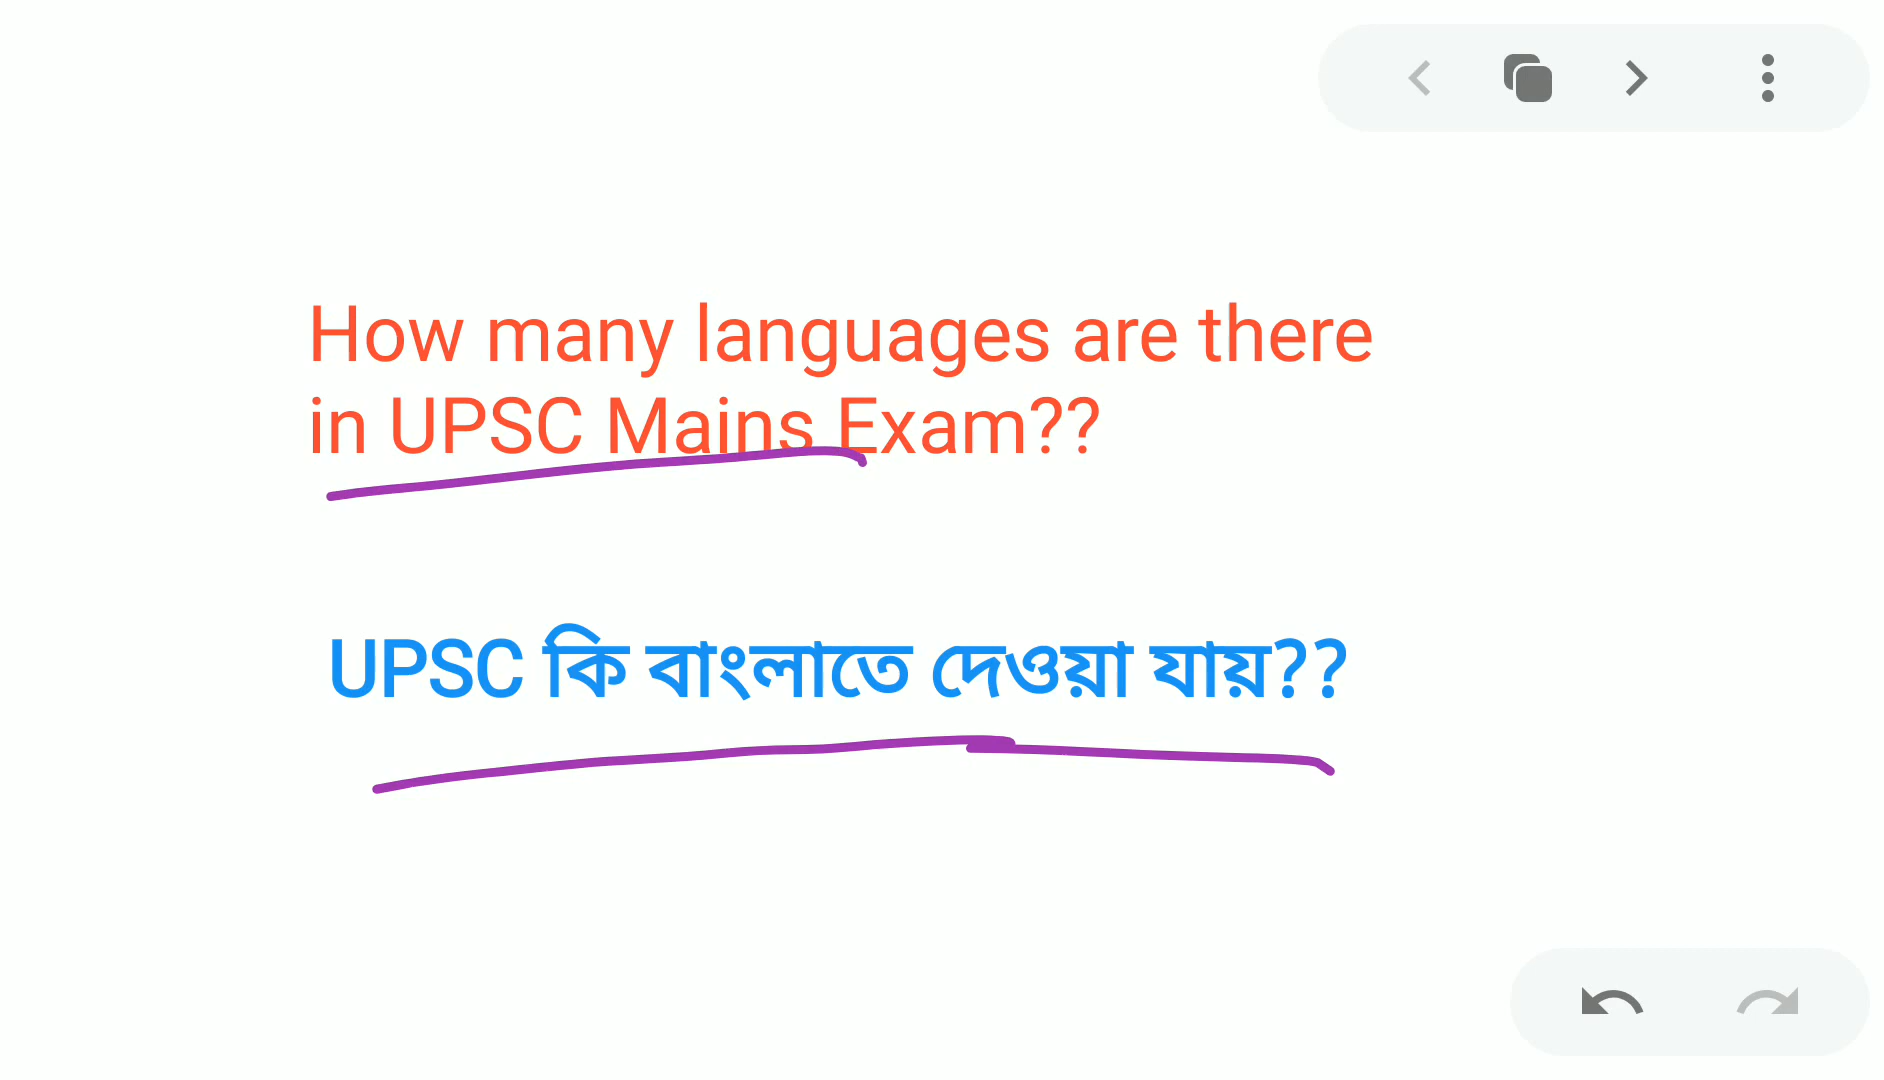 How many languages are there
in UPSC Mains Exam??
UPSC কি বাংলাতে দেওয়া যায়??